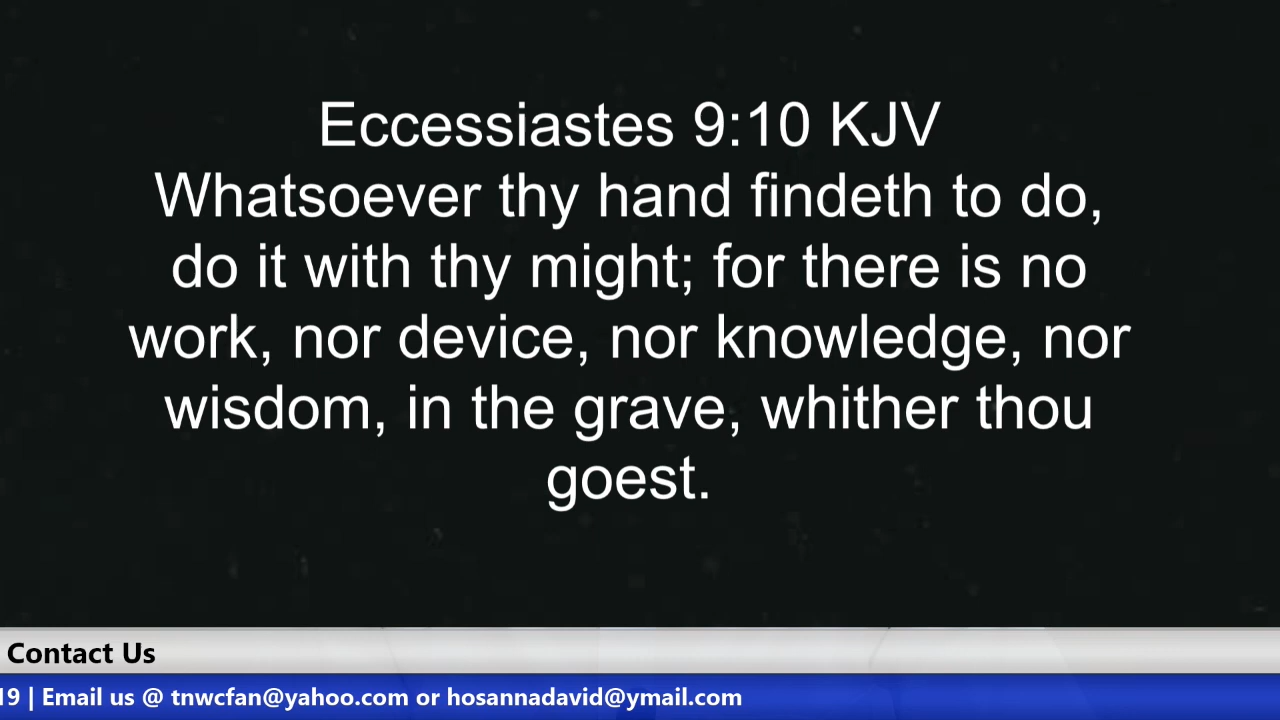 Eccessiastes 9:10 KJV
Whatsoever thy hand findeth to do,
do it with thy might; for there is no
work, nor device, nor knowledge, nor
wisdom, in the grave, whither thou
goest.
Contact Us
19 | Email us @ tnwcfan@yahoo.com or hosannadavid@ymail.com